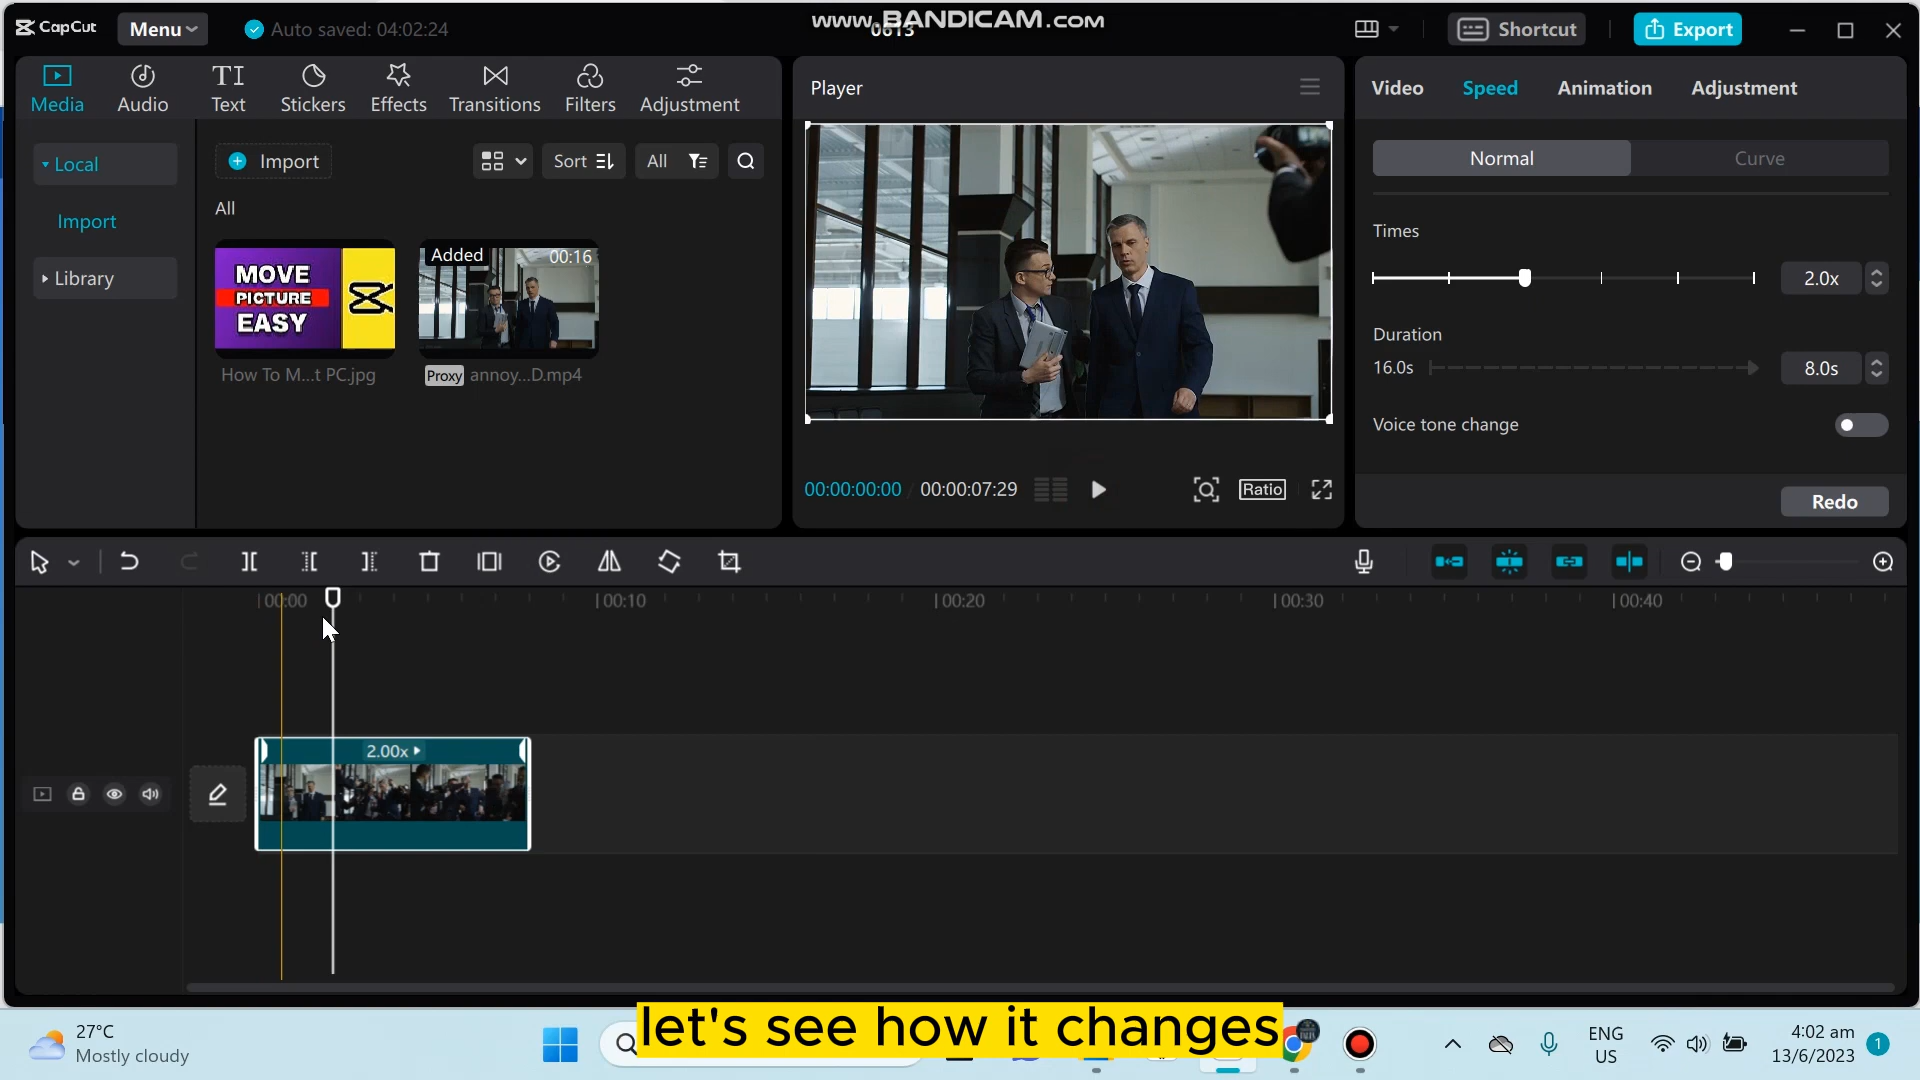 CapCut
Menu
Auto saved: 04:02:24
www.BANDICAM.COM
0613
Shortcut
Export
Media
Audio
Text
Stickers
Effects
Transitions
Filters
Adjustment
Local
Import
Library
Import
Sort
All
All
MOVE
PICTURE
EASY
How To M...t PC.jpg
Added
00:16
Proxy annoy...D.mp4
Player
00:00:00:00
00:00:07:29
Ratio
Video
Speed
Animation
Adjustment
Normal
Curve
Times
2.0x
Duration
16.0s
8.0s
Voice tone change
Redo
00:00
00:10
00:20
00:30
00:40
2.00x
let's see how it changes
27°C
Mostly cloudy
ENG
US
4:02 am
13/6/2023
1